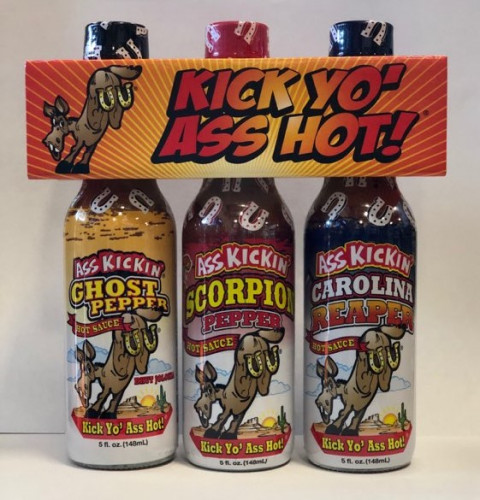 KICK YO'
ASS HOT!
ASS KICKIN'
GHOST
PEPPER
HOT SAUCE
BHUT JOLOKIA
Kick Yo' Ass Hot!
5 fl. oz. (148mL)
ASS KICKIN'
SCORPION
PEPPER
HOT SAUCE
Kick Yo' Ass Hot!
5 fl. oz. (148mL)
ASS KICKIN'
CAROLINA
REAPER
HOT SAUCE
Kick Yo' Ass Hot!
5 fl. oz. (148mL)